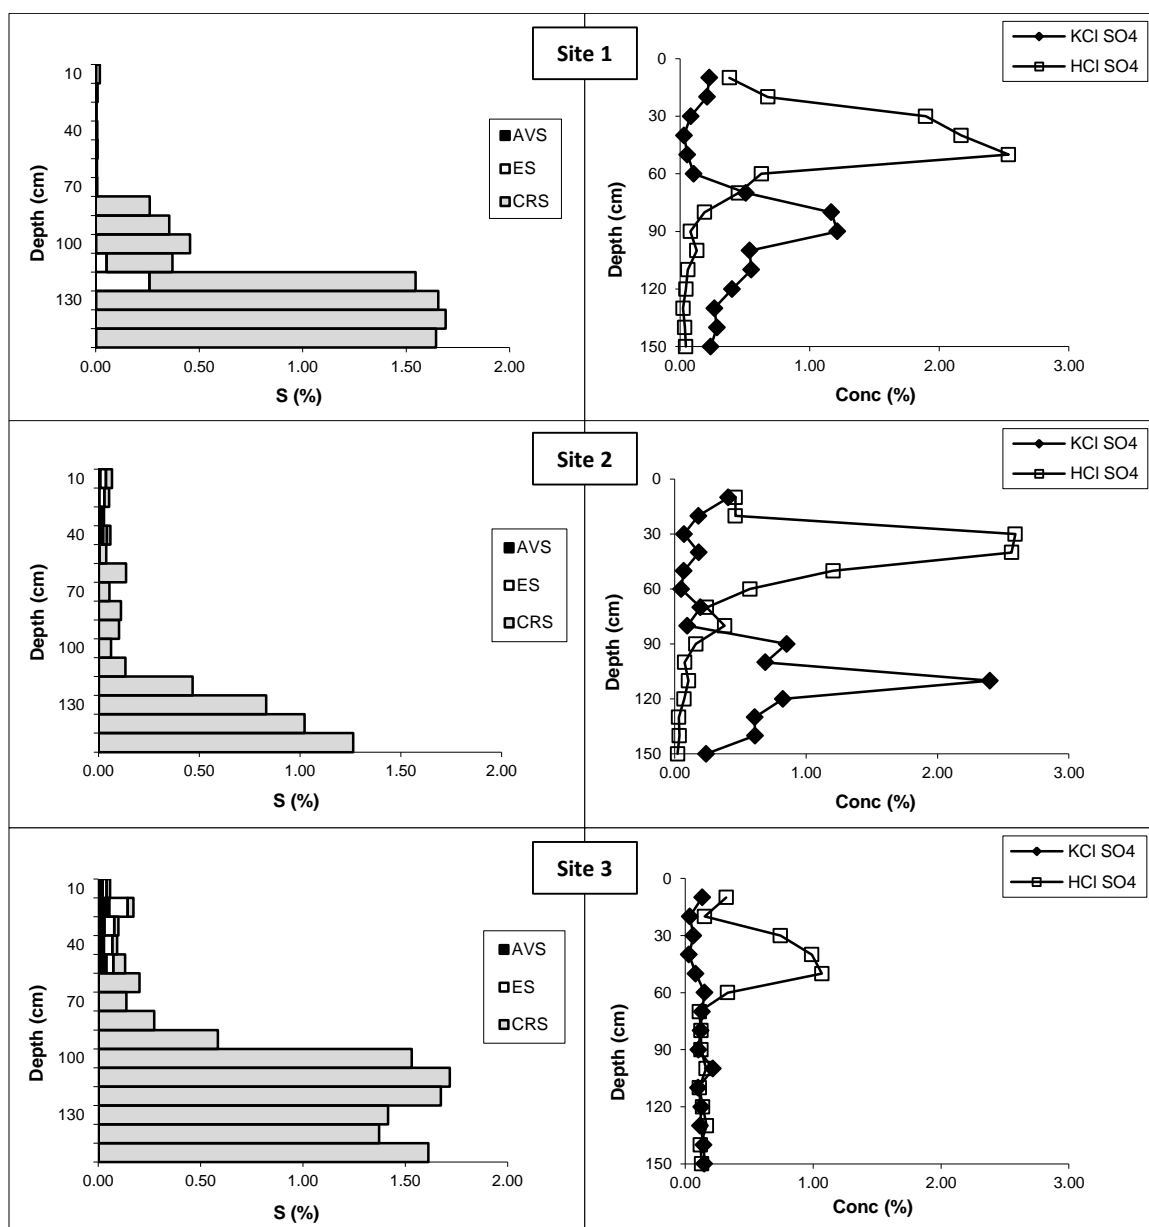 Site 1
10
40
70
100
130
Depth (cm)
0.00 0.50 1.00 1.50 2.00
S (%)
AVS
ES
CRS
KCl SO4
HCl SO4
0
30
60
90
120
150
Depth (cm)
0.00 1.00 2.00 3.00
Conc (%)
Site 2
10
40
70
100
130
Depth (cm)
0.00 0.50 1.00 1.50 2.00
S (%)
AVS
ES
CRS
KCl SO4
HCl SO4
0
30
60
90
120
150
Depth (cm)
0.00 1.00 2.00 3.00
Conc (%)
Site 3
10
40
70
100
130
Depth (cm)
0.00 0.50 1.00 1.50 2.00
S (%)
AVS
ES
CRS
KCl SO4
HCl SO4
0
30
60
90
120
150
Depth (cm)
0.00 1.00 2.00 3.00
Conc (%)